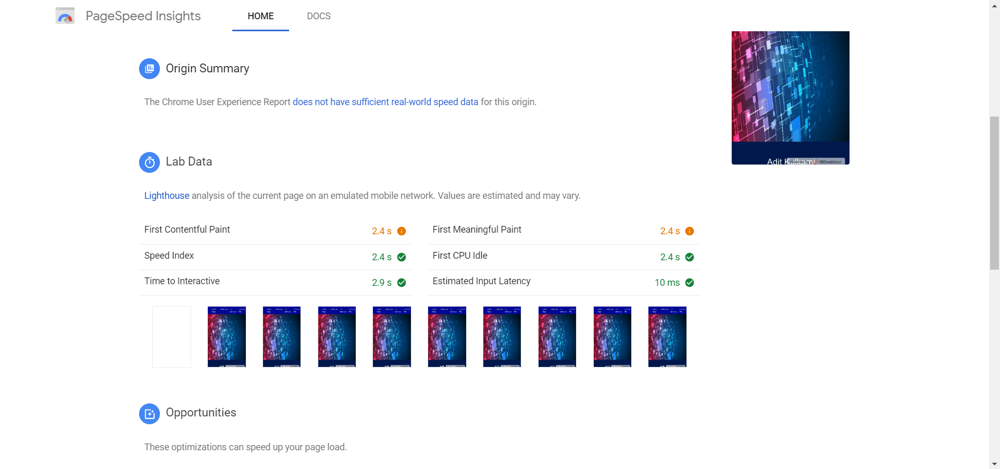 PageSpeed Insights
HOME
DOCS
Origin Summary
The Chrome User Experience Report does not have sufficient real-world speed data for this origin.
Adit Kulkarni
000webhost
Lab Data
Lighthouse analysis of the current page on an emulated mobile network. Values are estimated and may vary.
First Contentful Paint 2.4 s
First Meaningful Paint 2.4 s
Speed Index 2.4 s
First CPU Idle 2.4 s
Time to Interactive 2.9 s
Estimated Input Latency 10 ms
Opportunities
These optimizations can speed up your page load.